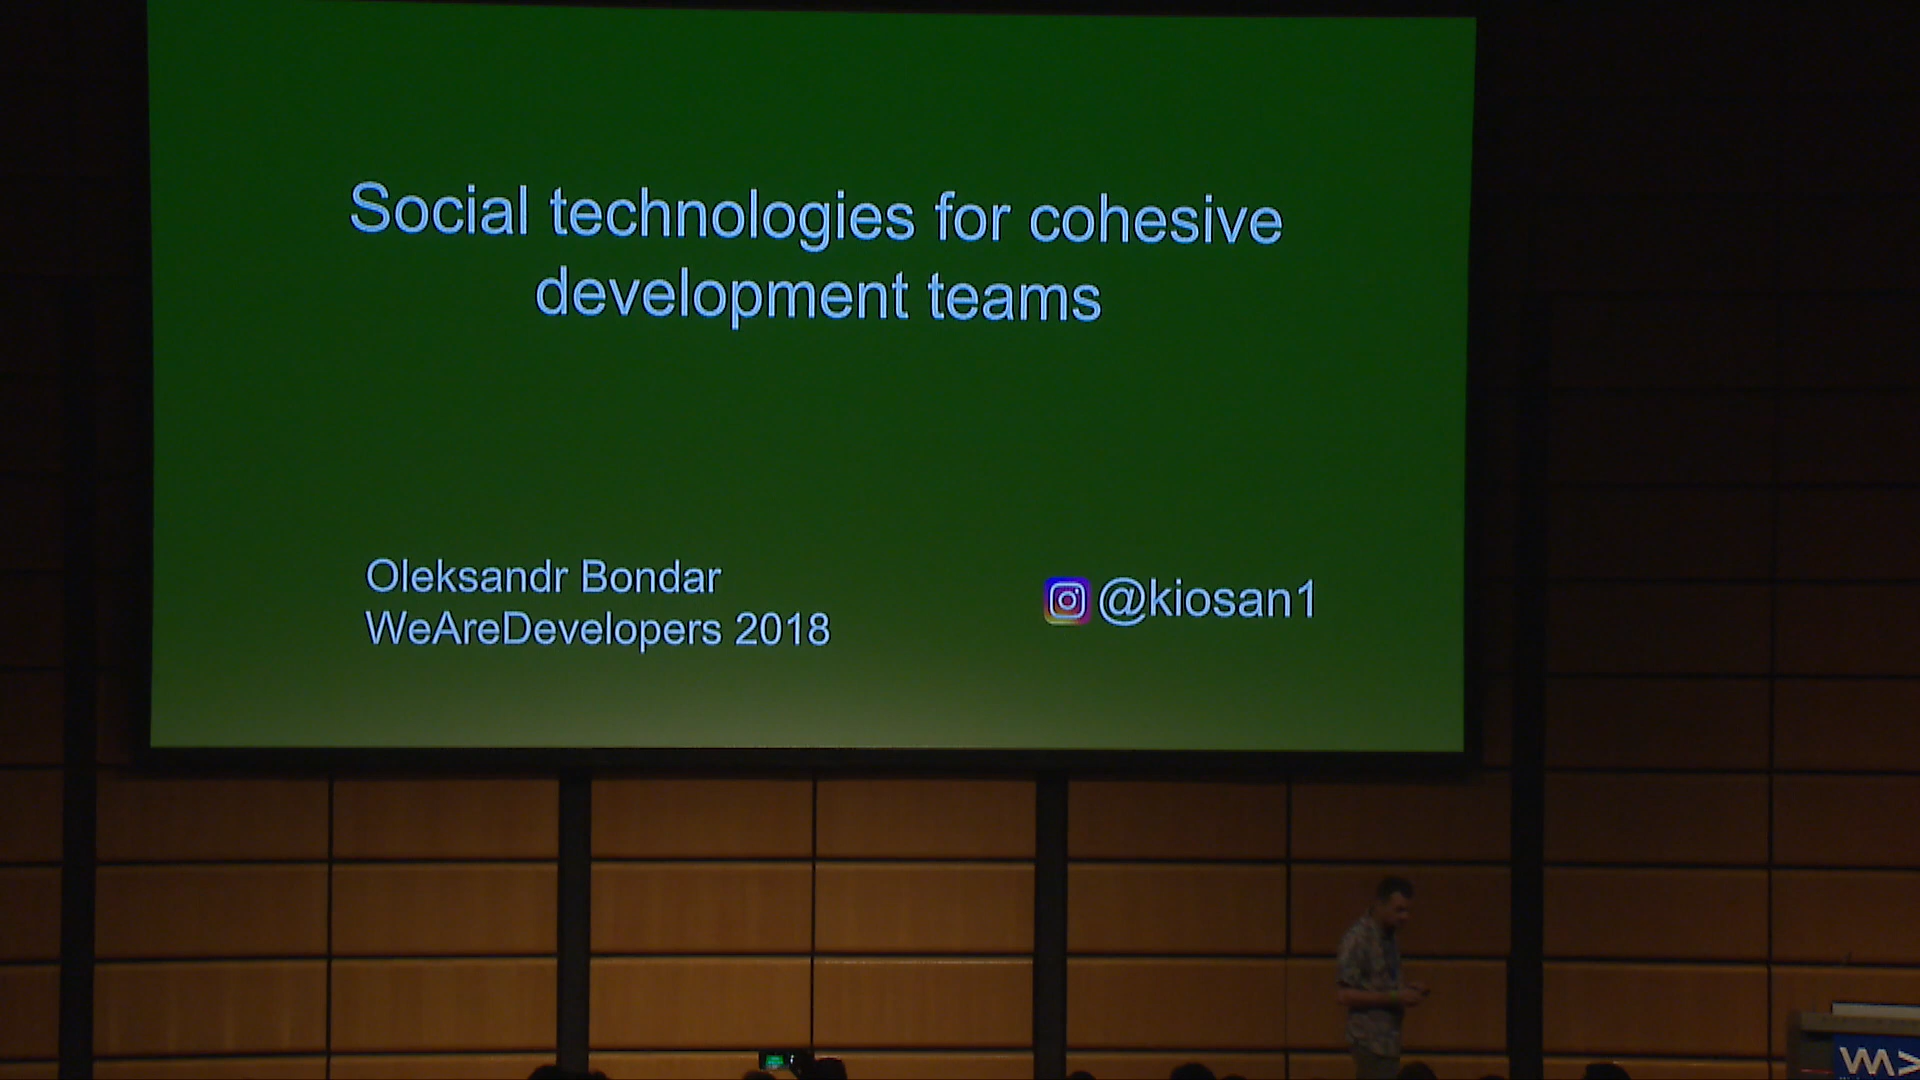 Social technologies for cohesive
development teams
Oleksandr Bondar
WeAreDevelopers 2018
@kiosan1